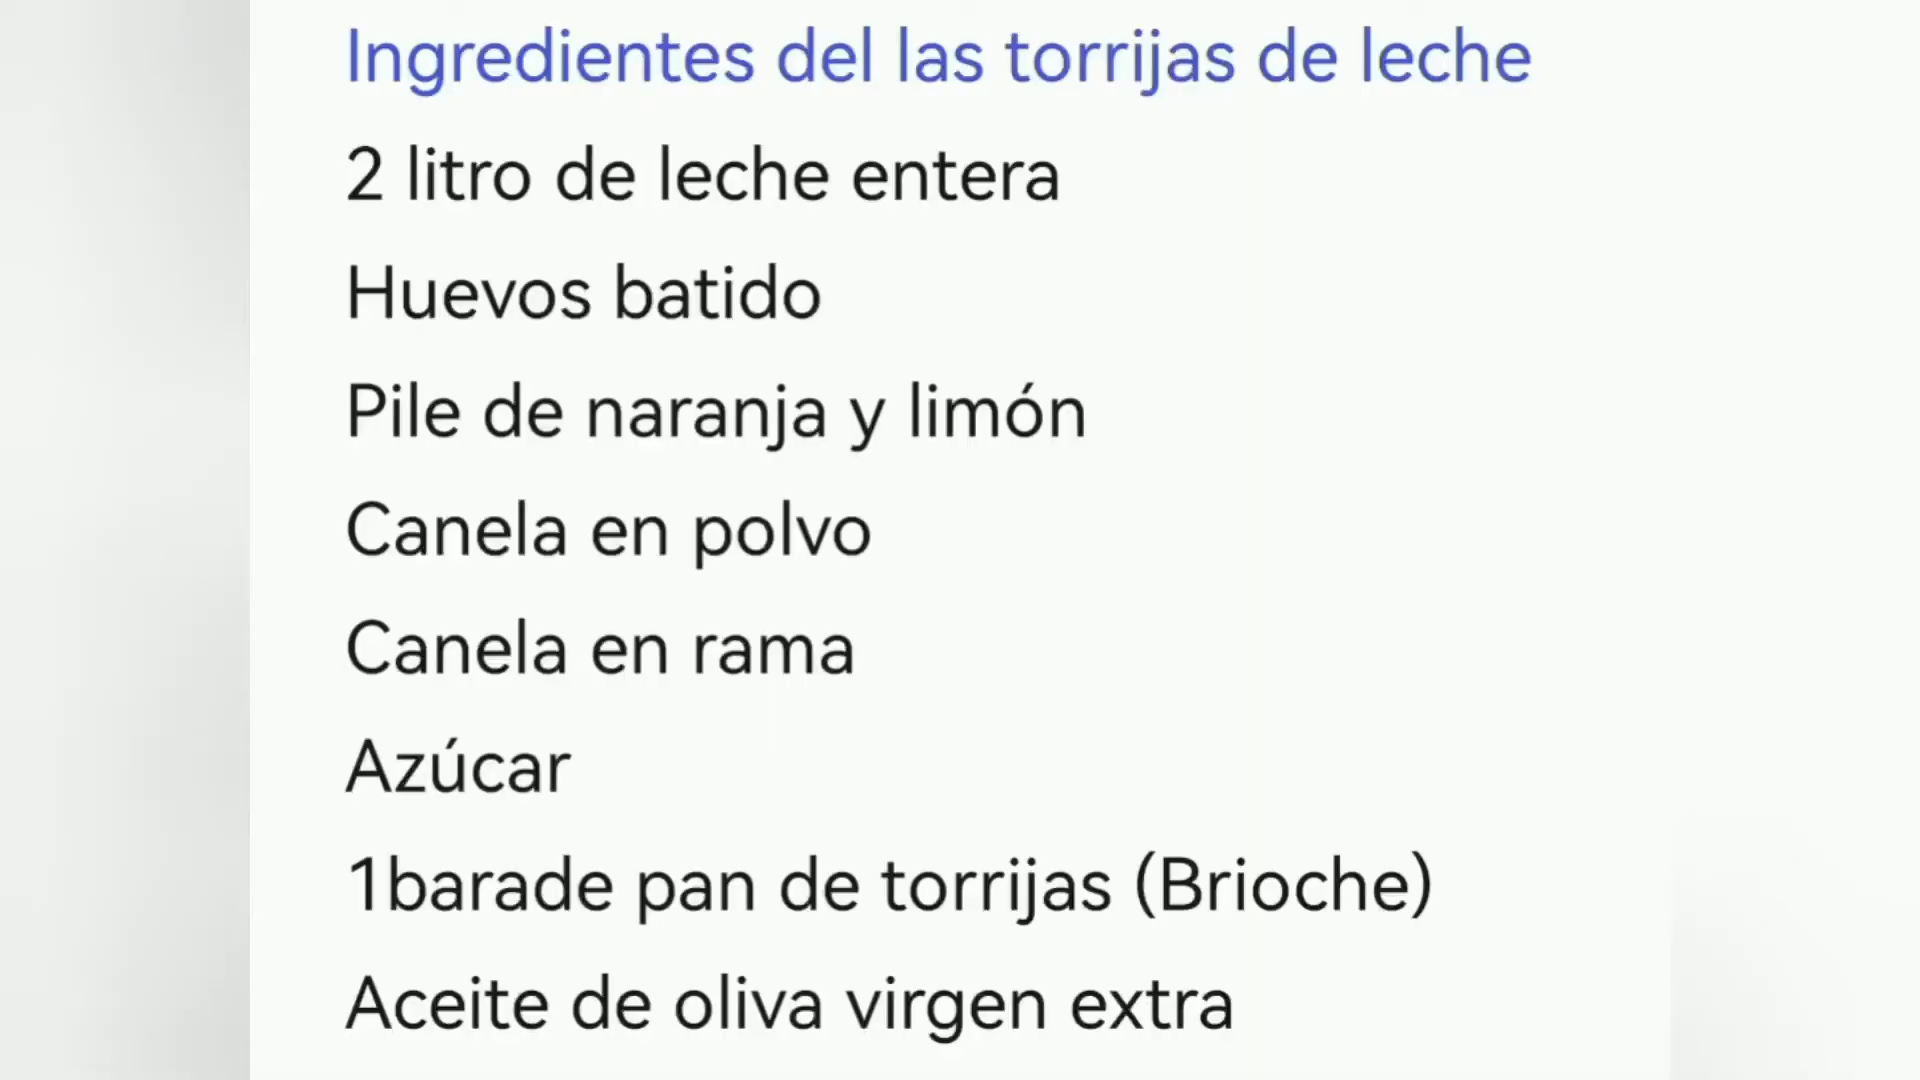 Ingredientes del las torrijas de leche
2 litro de leche entera
Huevos batido
Pile de naranja y limón
Canela en polvo
Canela en rama
Azúcar
1barade pan de torrijas (Brioche)
Aceite de oliva virgen extra